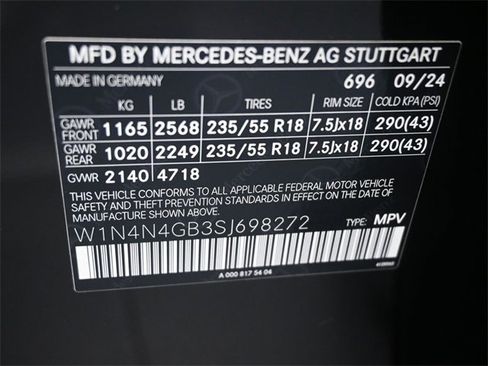 MFD BY MERCEDES-BENZ AG STUTTGART
MADE IN GERMANY 696 09/24
KG LB TIRES RIM SIZE COLD KPA (PSI)
GAWR FRONT 1165 2568 235/55 R18 7.5Jx18 290(43)
GAWR REAR 1020 2249 235/55 R18 7.5Jx18 290(43)
GVWR 2140 4718
THIS VEHICLE CONFORMS TO ALL APPLICABLE FEDERAL MOTOR VEHICLE
SAFETY AND THEFT PREVENTION STANDARDS IN EFFECT ON THE DATE OF
MANUFACTURE SHOWN ABOVE.
W1N4N4GB3SJ698272 TYPE: MPV
A 000 817 54 04